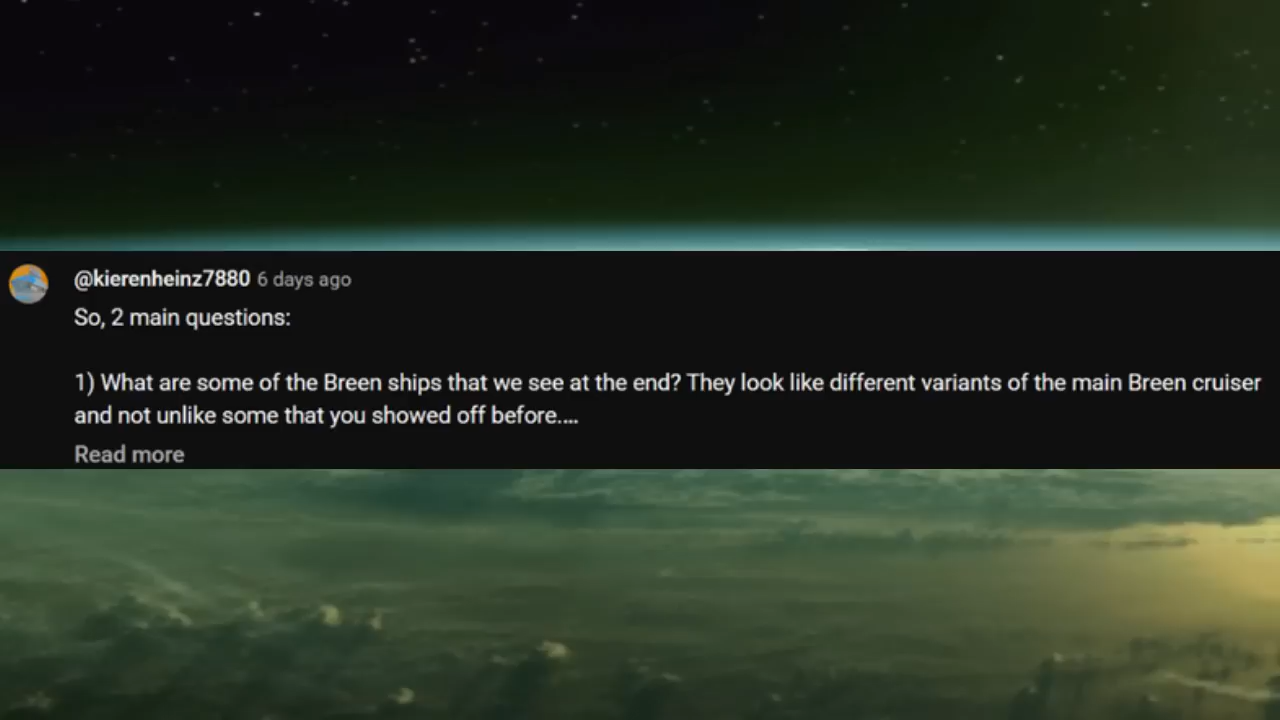 @kierenheinz7880 6 days ago
So, 2 main questions:
1) What are some of the Breen ships that we see at the end? They look like different variants of the main Breen cruiser
and not unlike some that you showed off before....
Read more